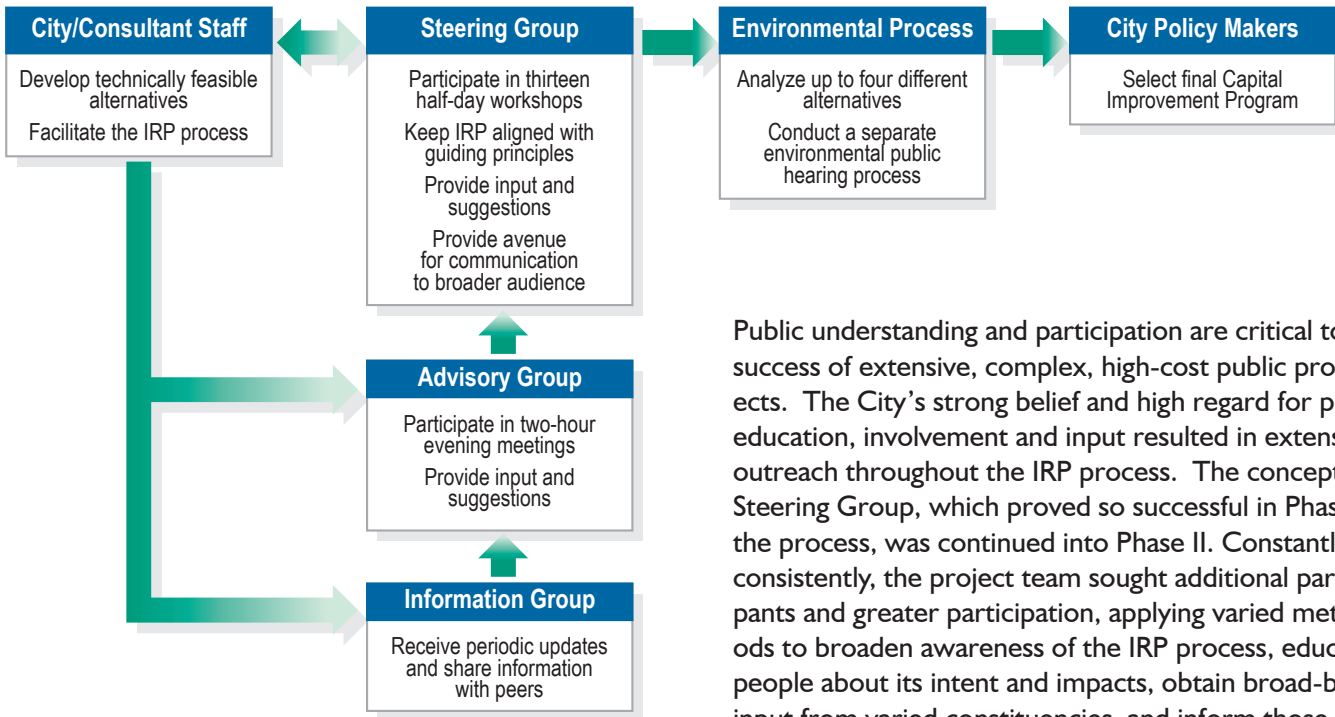 City/Consultant Staff
Develop technically feasible
alternatives
Facilitate the IRP process
Steering Group
Participate in thirteen
half-day workshops
Keep IRP aligned with
guiding principles
Provide input and
suggestions
Provide avenue
for communication
to broader audience
Environmental Process
Analyze up to four different
alternatives
Conduct a separate
environmental public
hearing process
City Policy Makers
Select final Capital
Improvement Program
Advisory Group
Participate in two-hour
evening meetings
Provide input and
suggestions
Information Group
Receive periodic updates
and share information
with peers
Public understanding and participation are critical to
success of extensive, complex, high-cost public pro
ects. The City's strong belief and high regard for p
education, involvement and input resulted in extens
outreach throughout the IRP process. The concept
Steering Group, which proved so successful in Phas
the process, was continued into Phase II. Constantl
consistently, the project team sought additional par
pants and greater participation, applying varied met
ods to broaden awareness of the IRP process, educ
people about its intent and impacts, obtain broad-b
input from varied constituencies, and inform those